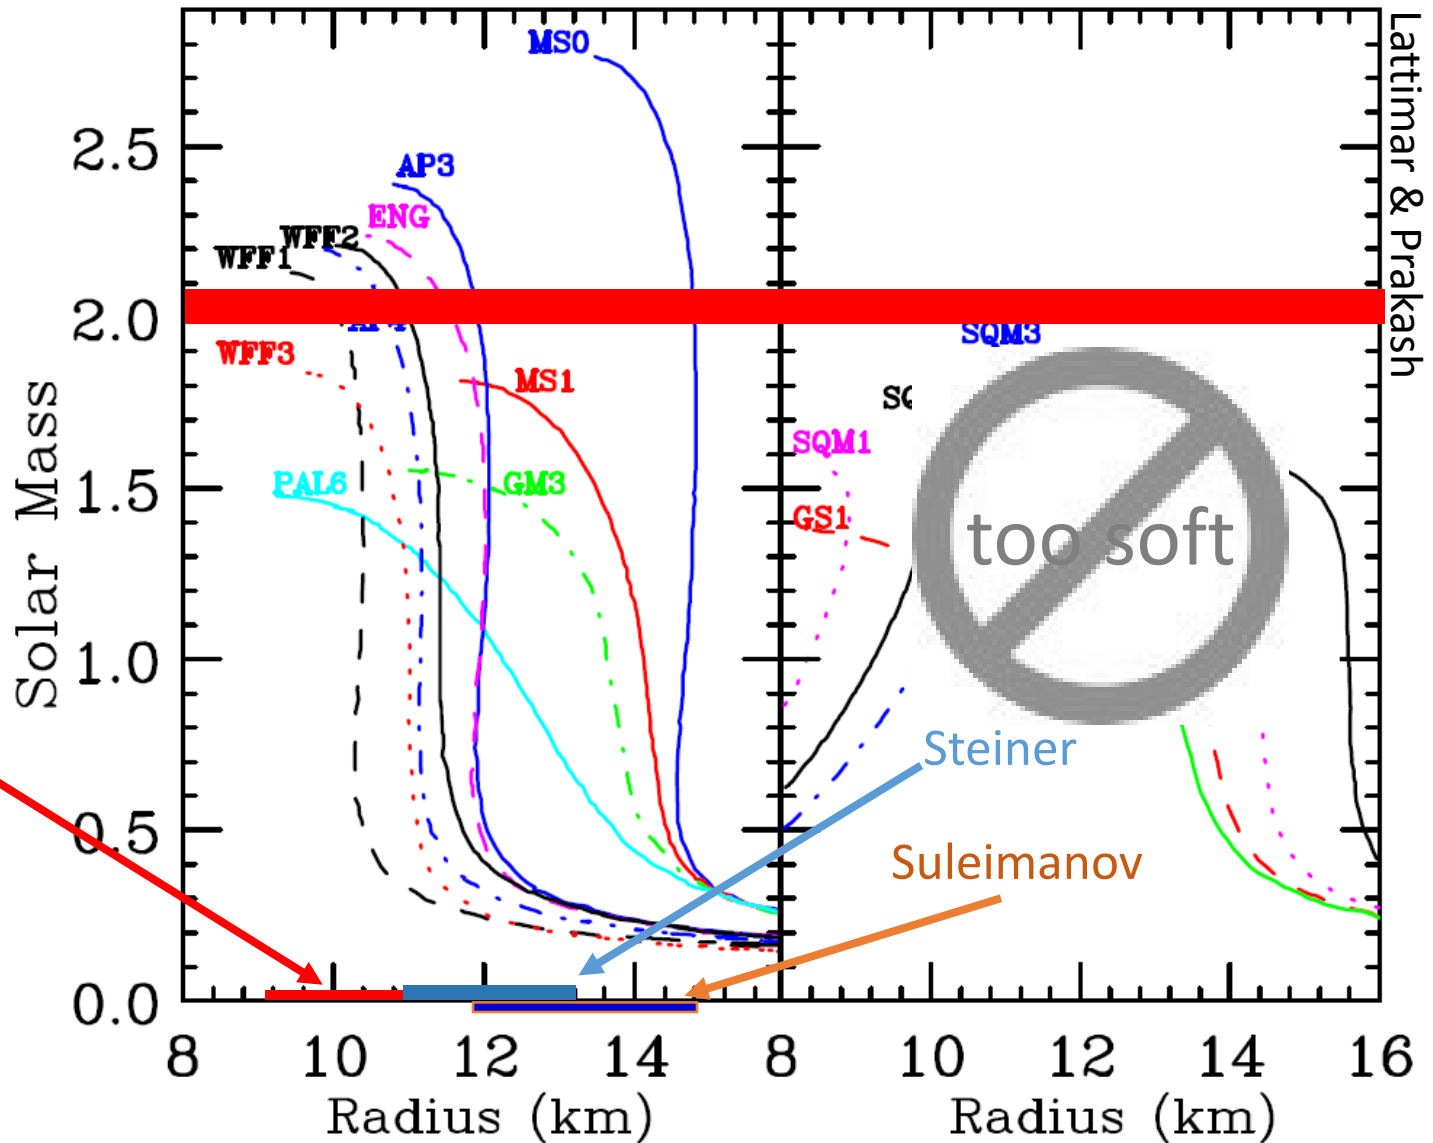 MS0
AP3
ENG
WFF2
WFF1
WFF3
MS1
PAL6
GM3
SQM3
SQM1
GS1
too soft
Steiner
Suleimanov
Lattimar & Prakash
Solar Mass
2.5
2.0
1.5
1.0
0.5
0.0
8 10 12 14 8 10 12 14 16
Radius (km) Radius (km)